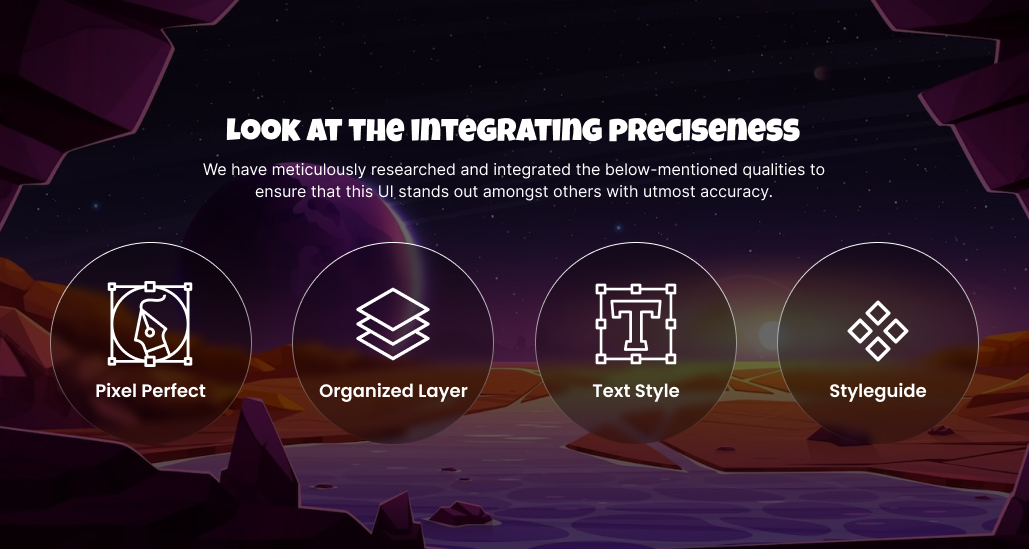 Look at the integrating preciseness
We have meticulously researched and integrated the below-mentioned qualities to
ensure that this UI stands out amongst others with utmost accuracy.
Pixel Perfect
Organized Layer
Text Style
Styleguide